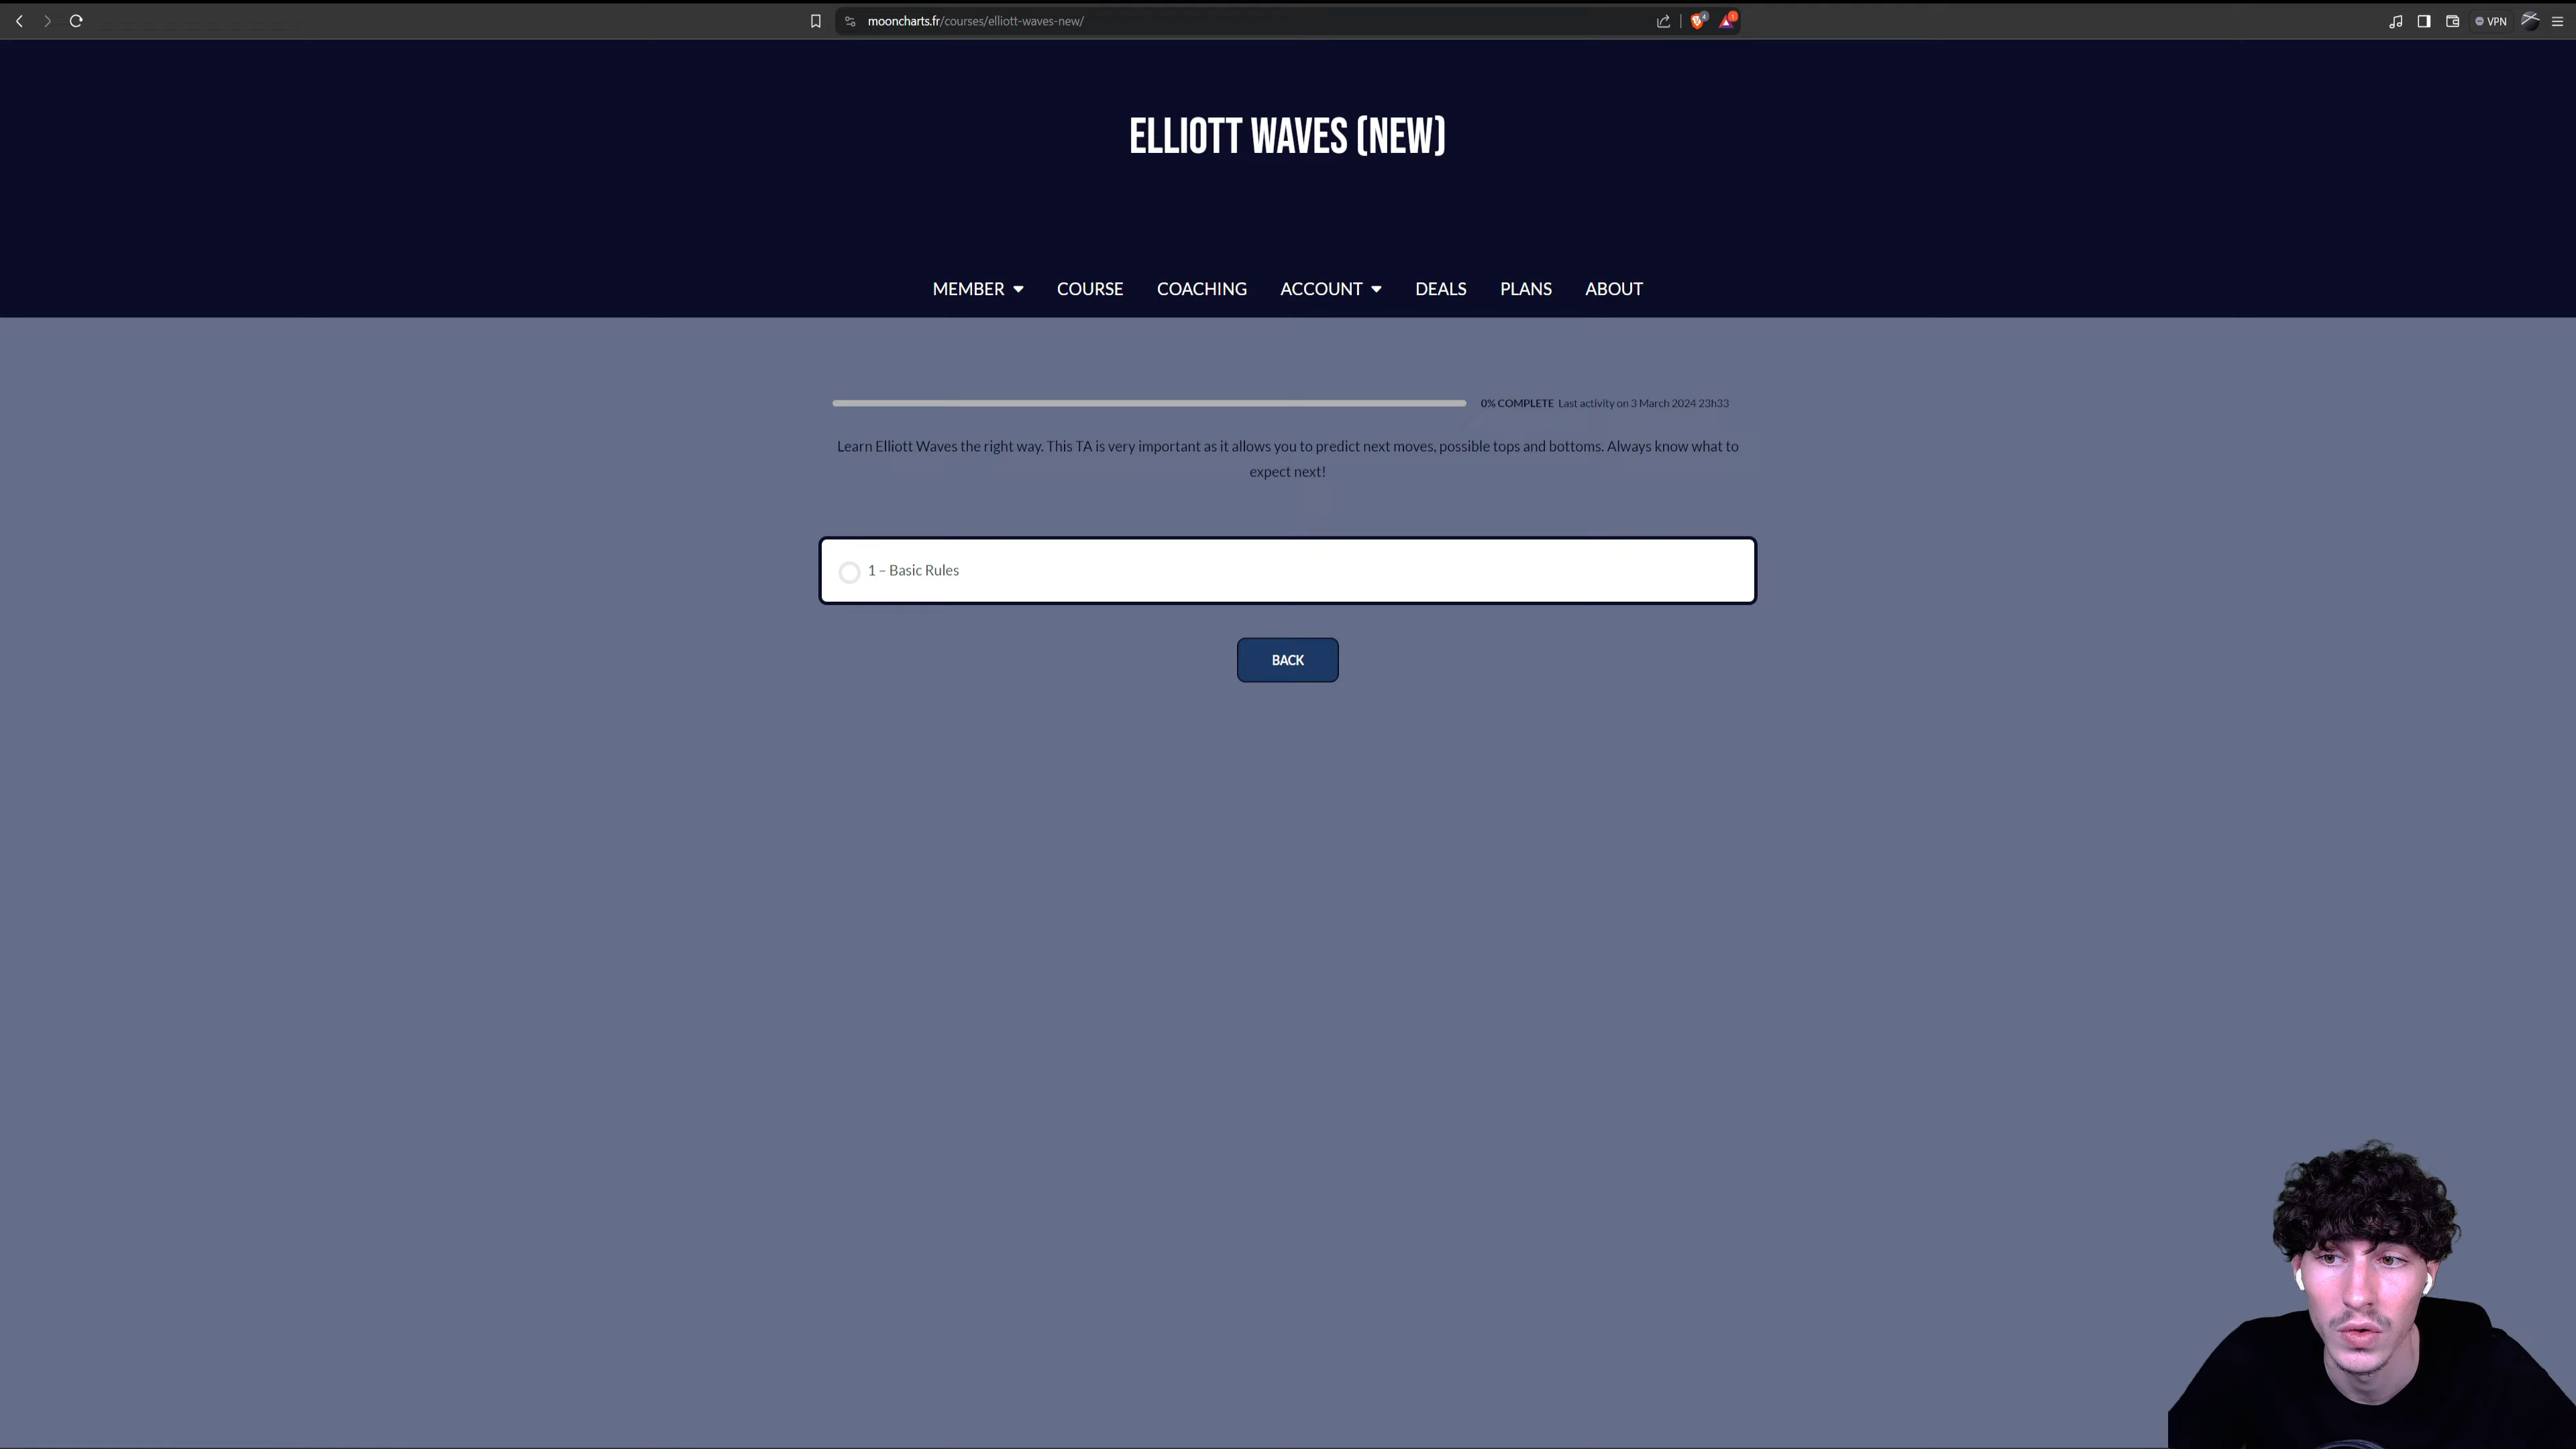 mooncharts.fr/courses/elliott-waves-new/
4
1
VPN
ELLIOTT WAVES (NEW)
MEMBER COURSE COACHING ACCOUNT DEALS PLANS ABOUT
0% COMPLETE Last activity on 3 March 2024 23h33
Learn Elliott Waves the right way. This TA is very important as it allows you to predict next moves, possible tops and bottoms. Always know what to
expect next!
1 – Basic Rules
BACK